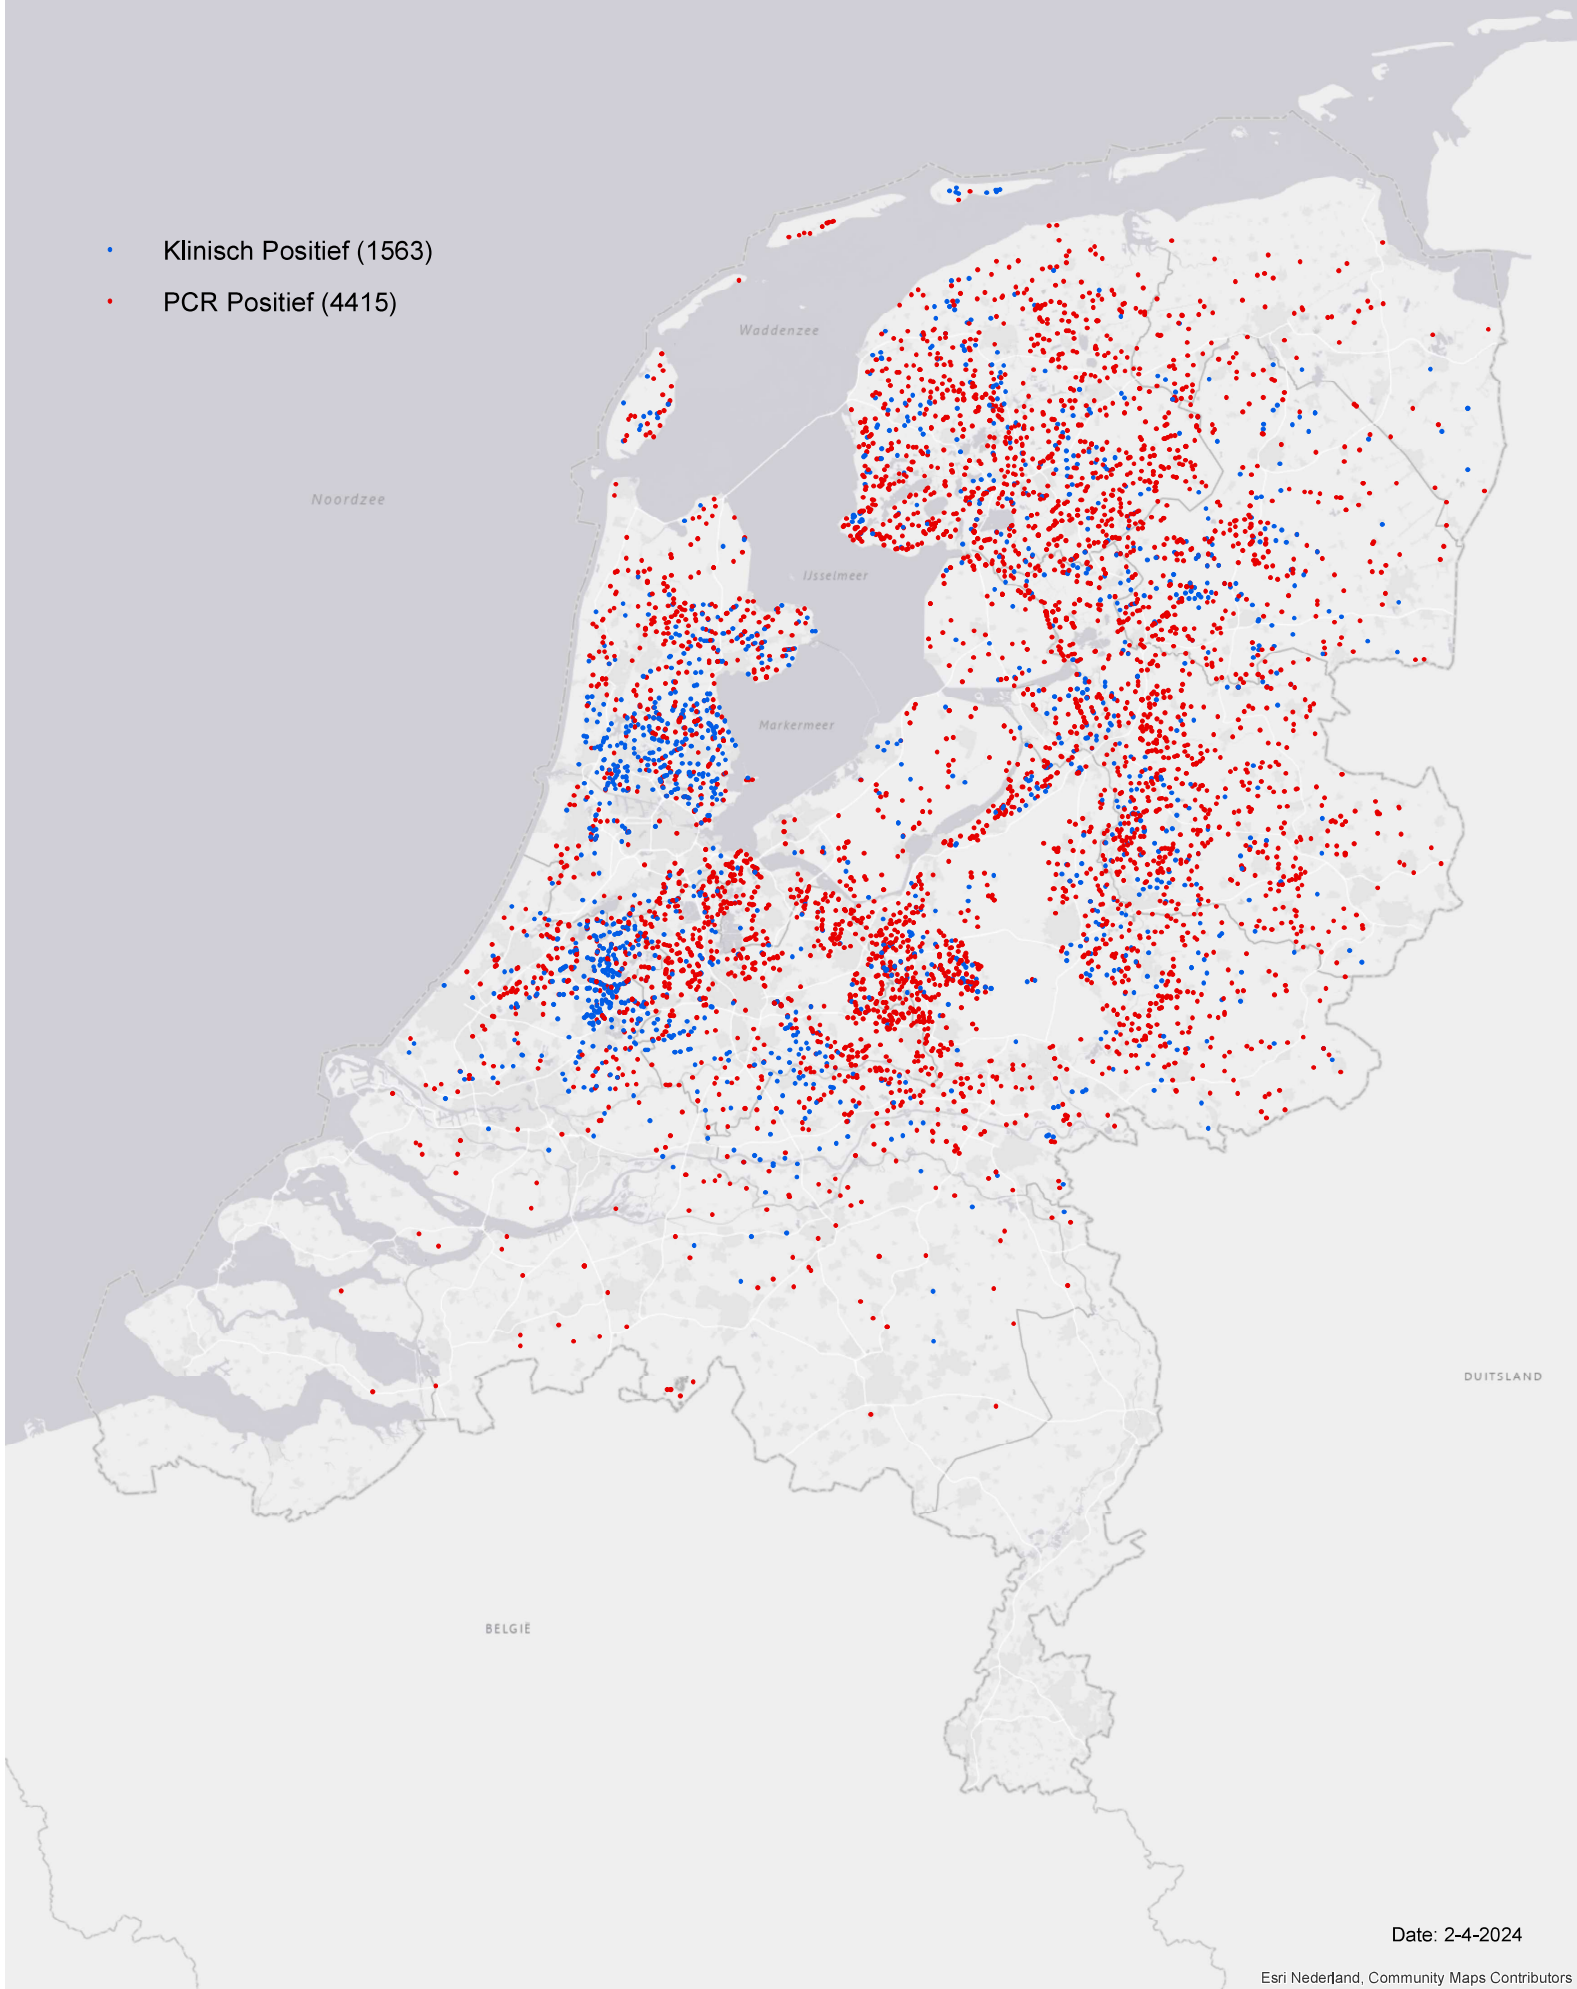 Klinisch Positief (1563)
PCR Positief (4415)
Waddenzee
Noordzee
IJsselmeer
Markermeer
DUITSLAND
BELGIË
Date: 2-4-2024
Esri Nederland, Community Maps Contributors